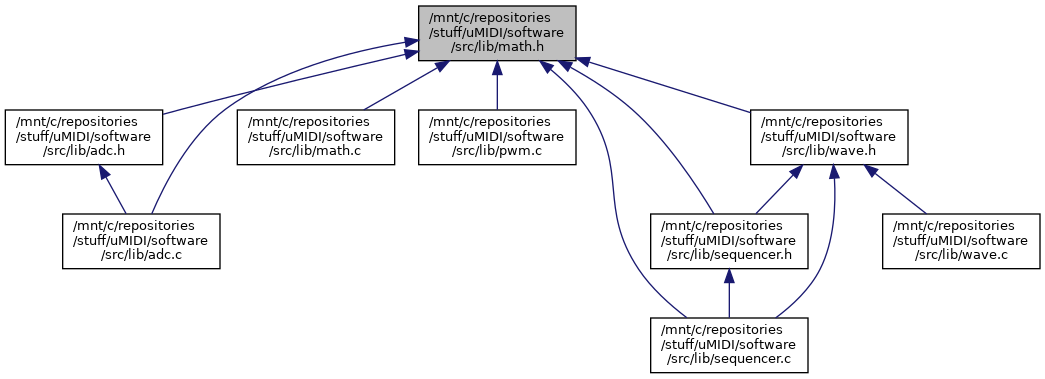 /mnt/c/repositories
/stuff/uMIDI/software
/src/lib/math.h
/mnt/c/repositories
/stuff/uMIDI/software
/src/lib/adc.h
/mnt/c/repositories
/stuff/uMIDI/software
/src/lib/math.c
/mnt/c/repositories
/stuff/uMIDI/software
/src/lib/pwm.c
/mnt/c/repositories
/stuff/uMIDI/software
/src/lib/wave.h
/mnt/c/repositories
/stuff/uMIDI/software
/src/lib/adc.c
/mnt/c/repositories
/stuff/uMIDI/software
/src/lib/sequencer.h
/mnt/c/repositories
/stuff/uMIDI/software
/src/lib/wave.c
/mnt/c/repositories
/stuff/uMIDI/software
/src/lib/sequencer.c